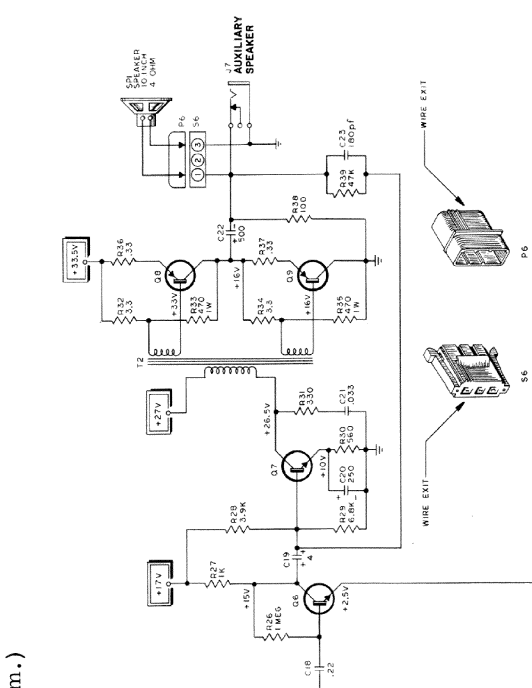 m.)
SPI
SPEAKER
10 INCH
4 OHM
J7
AUXILIARY
SPEAKER
P6
S6
1 2 3
+33.5V
R36
.33
R32
3.3
Q8
+33V
R33
470
1W
C22
- +
500
R38
100
R39
47K
C23
180pf
+16V
R37
.33
R34
3.3
Q9
+16V
R35
470
1W
T2
+27V
+26.5V
R31
330
C21
.033
Q7
+10V
R30
560
C20
250
+ -
R29
6.8K
R28
3.9K
+17V
R27
1K
C19
+ +
4
+15V
R26
1 MEG
Q6
+2.5V
C18
.22
WIRE EXIT
P6
WIRE EXIT
S6